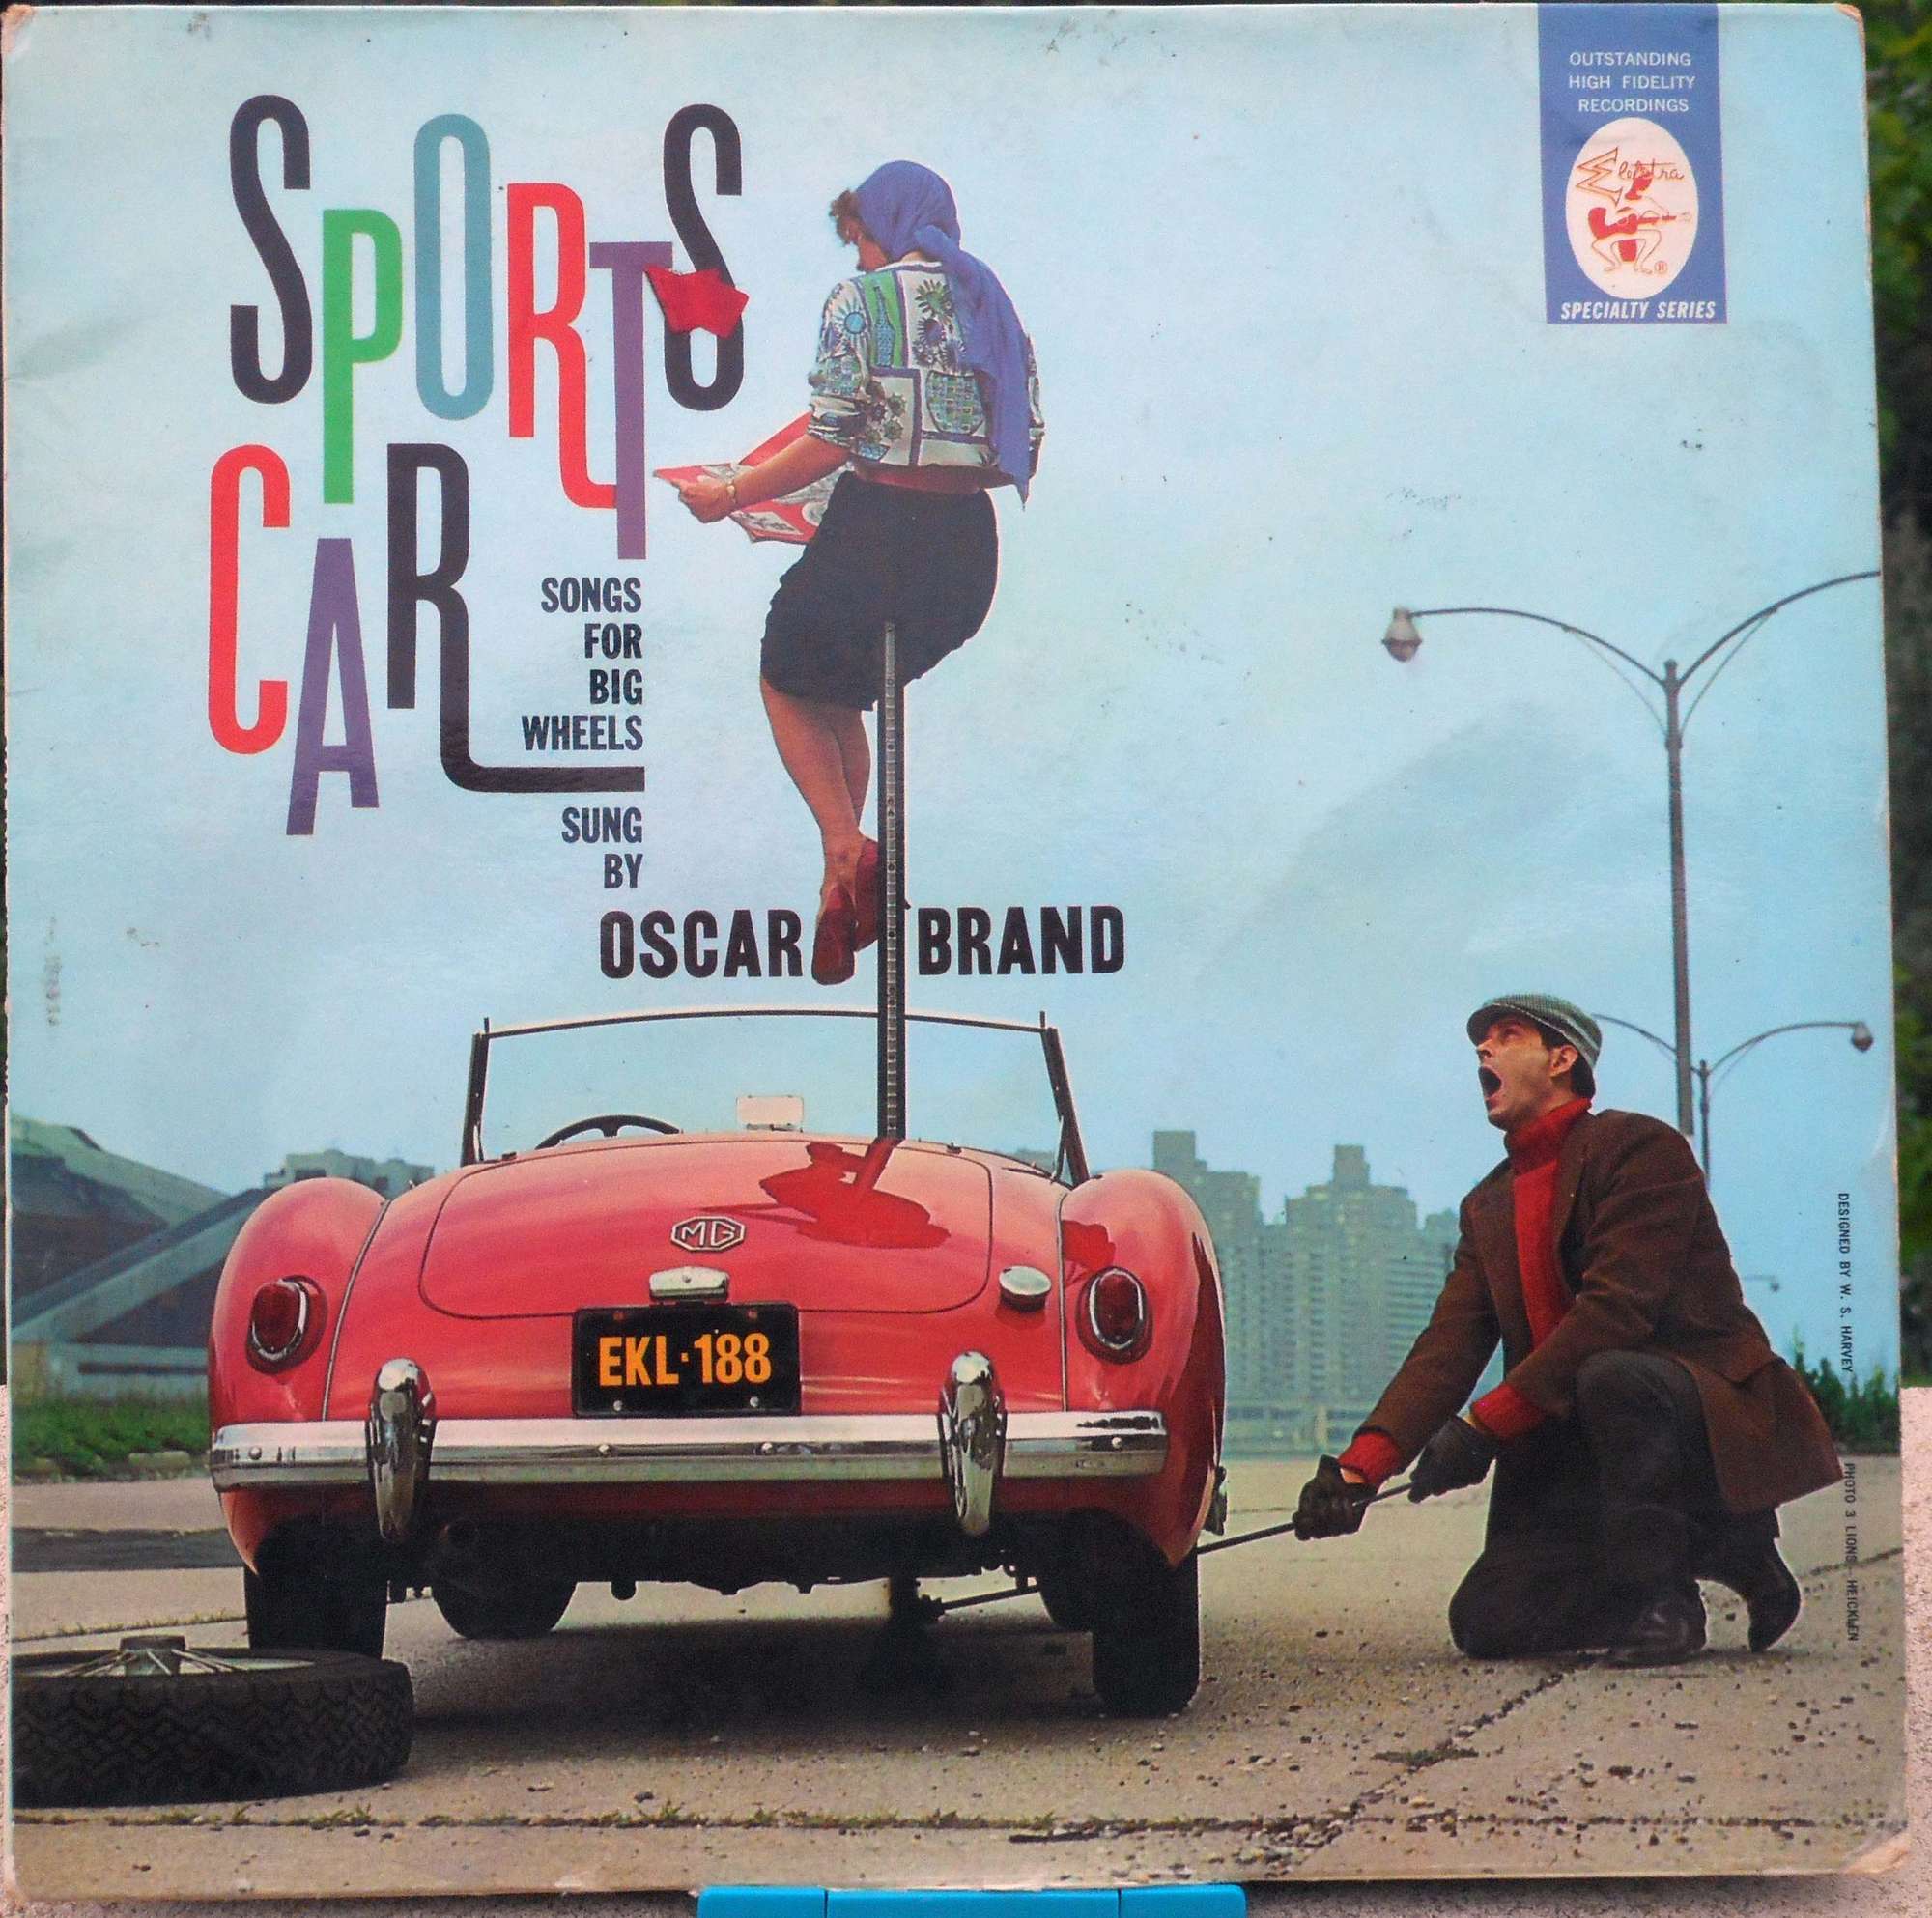 SPORTS
CAR
SONGS
FOR
BIG
WHEELS
SUNG
BY
OSCAR BRAND
OUTSTANDING
HIGH FIDELITY
RECORDINGS
Elektra
®
SPECIALTY SERIES
MG
EKL·188
DESIGNED BY W. S. HARVEY
PHOTO 3 LIONS - HEICKLEN